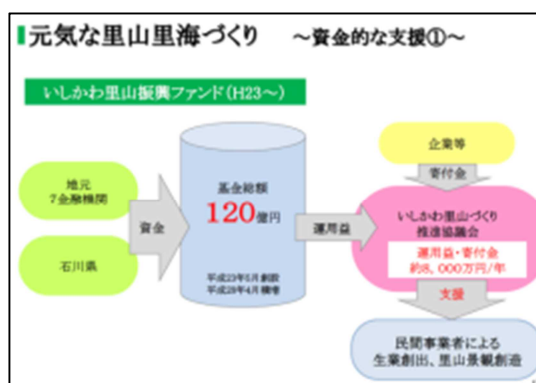 元気な里山里海づくり ～資金的な支援①～
いしかわ里山振興ファンド(H23～)
地元
7金融機関
石川県
資金
基金総額
120億円
平成23年5月創設
平成28年4月積増
運用益
企業等
寄付金
いしかわ里山づくり
推進協議会
運用益・寄付金
約8,000万円/年
支援
民間事業者による
生業創出、里山景観創造